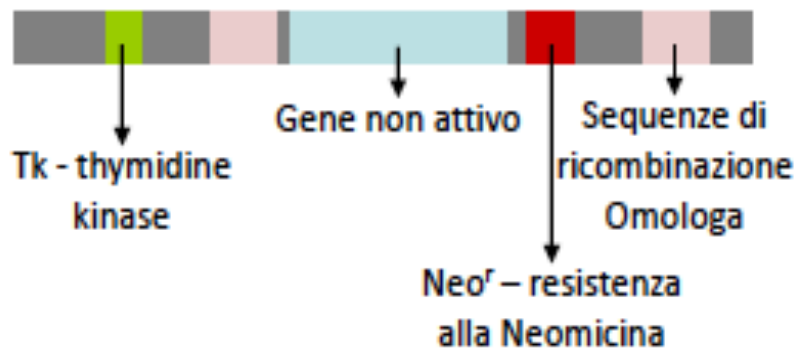 Gene non attivo
Sequenze di
ricombinazione
Omologa
Tk - thymidine
kinase
Neoʳ – resistenza
alla Neomicina